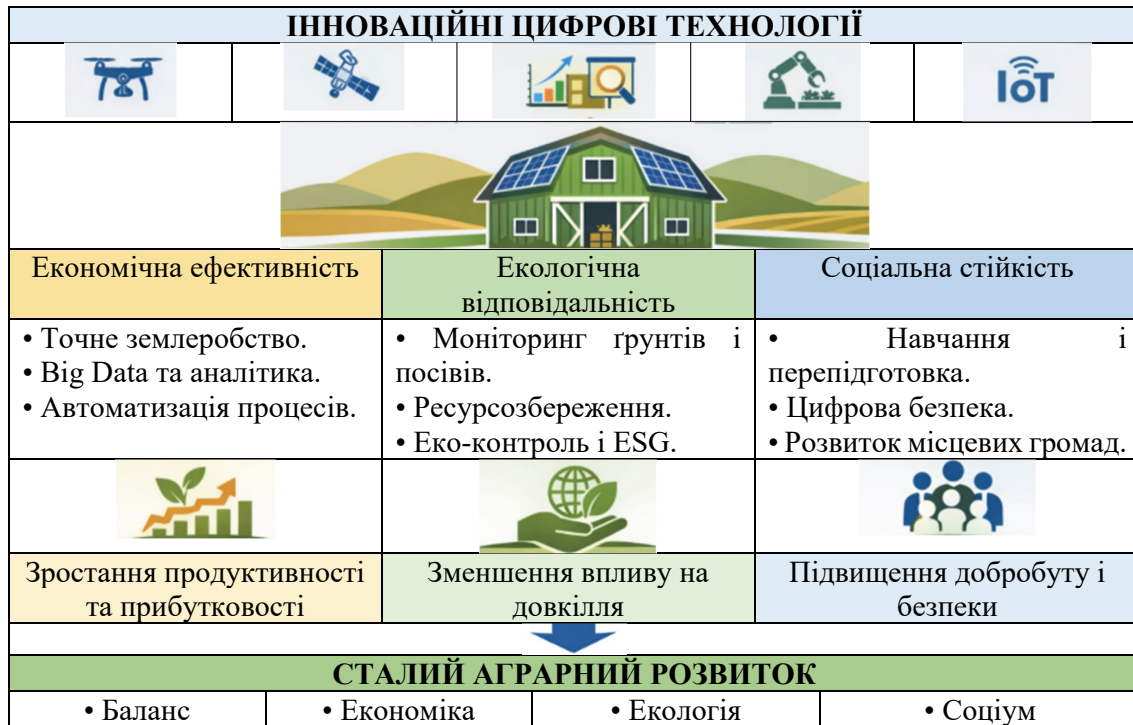 ІННОВАЦІЙНІ ЦИФРОВІ ТЕХНОЛОГІЇ
IoT
Економічна ефективність
Екологічна
відповідальність
Соціальна стійкість
• Точне землеробство.
• Big Data та аналітика.
• Автоматизація процесів.
• Моніторинг ґрунтів і
посівів.
• Ресурсозбереження.
• Еко-контроль і ESG.
• Навчання і
перепідготовка.
• Цифрова безпека.
• Розвиток місцевих громад.
Зростання продуктивності
та прибутковості
Зменшення впливу на
довкілля
Підвищення добробуту і
безпеки
СТАЛИЙ АГРАРНИЙ РОЗВИТОК
• Баланс
• Економіка
• Екологія
• Соціум